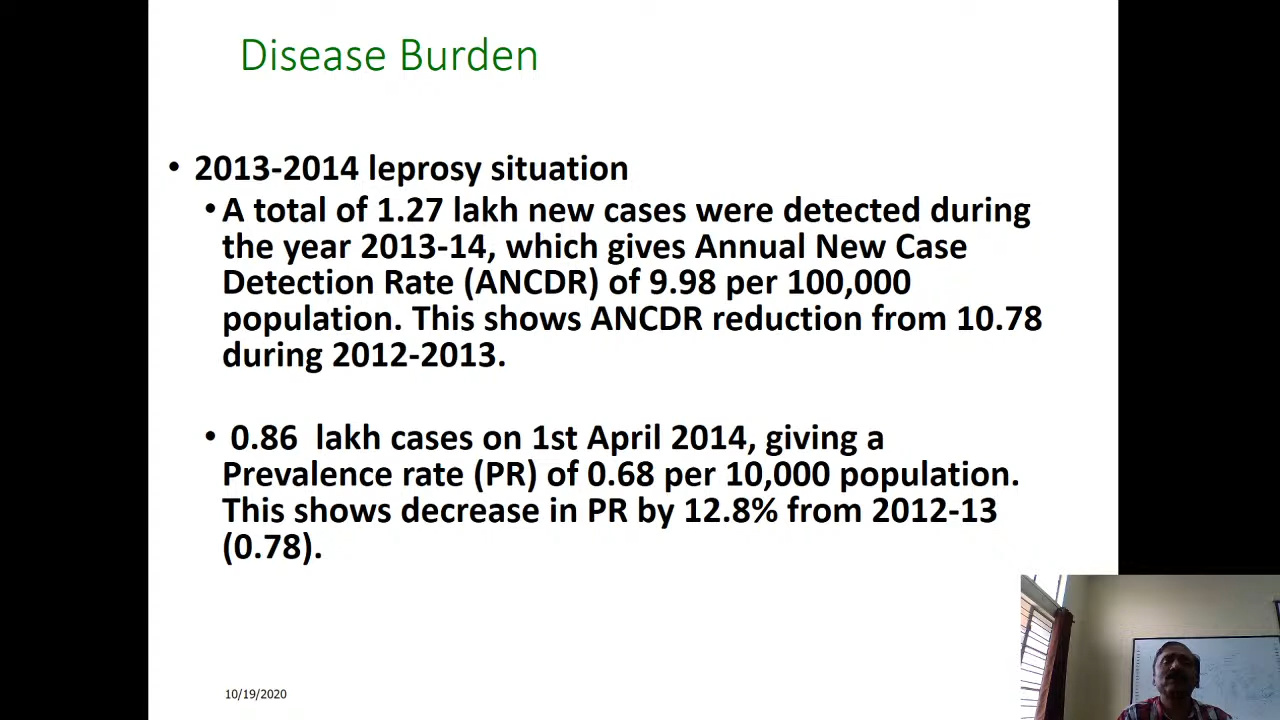 Disease Burden
• 2013-2014 leprosy situation
• A total of 1.27 lakh new cases were detected during
the year 2013-14, which gives Annual New Case
Detection Rate (ANCDR) of 9.98 per 100,000
population. This shows ANCDR reduction from 10.78
during 2012-2013.
• 0.86 lakh cases on 1st April 2014, giving a
Prevalence rate (PR) of 0.68 per 10,000 population.
This shows decrease in PR by 12.8% from 2012-13
(0.78).
10/19/2020